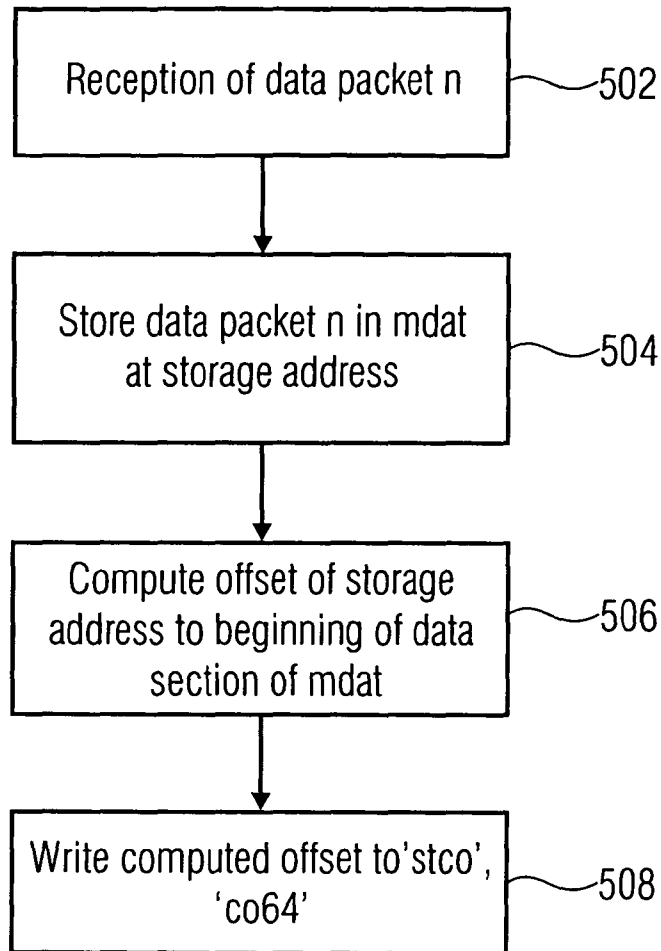 Reception of data packet n
502
Store data packet n in mdat
at storage address
504
Compute offset of storage
address to beginning of data
section of mdat
506
Write computed offset to'stco',
‘co64’
508